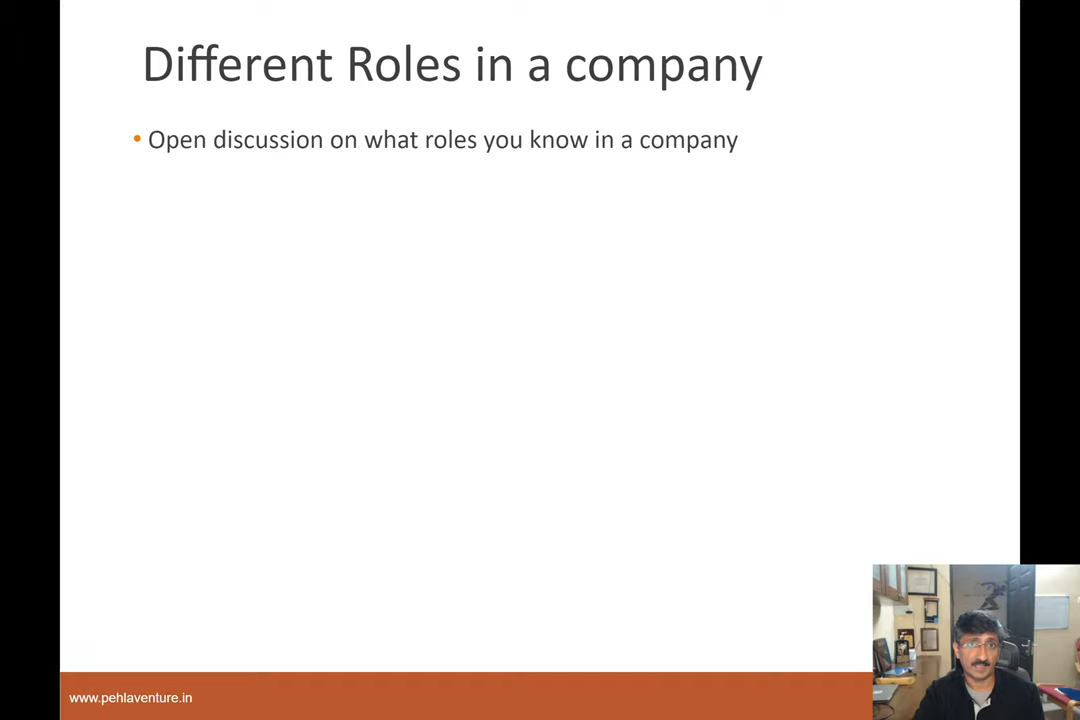 Different Roles in a company
• Open discussion on what roles you know in a company
www.pehlaventure.in